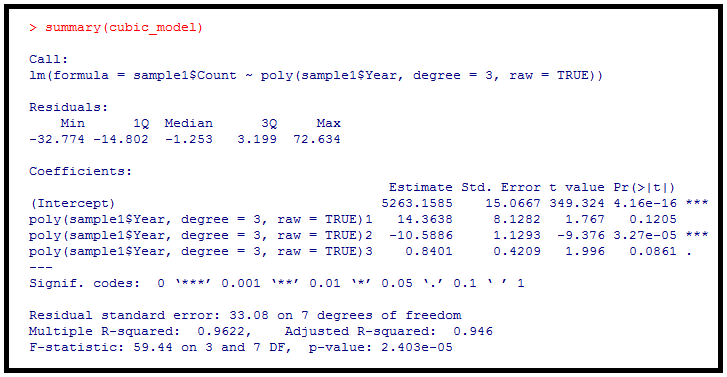 > summary(cubic_model)
Call:
lm(formula = sample1$Count ~ poly(sample1$Year, degree = 3, raw = TRUE))
Residuals:
    Min      1Q  Median      3Q     Max
-32.774 -14.802  -1.253   3.199  72.634
Coefficients:
                                              Estimate Std. Error t value Pr(>|t|)
(Intercept)                                  5263.1585    15.0667 349.324 4.16e-16 ***
poly(sample1$Year, degree = 3, raw = TRUE)1   14.3638     8.1282   1.767   0.1205
poly(sample1$Year, degree = 3, raw = TRUE)2  -10.5886     1.1293  -9.376 3.27e-05 ***
poly(sample1$Year, degree = 3, raw = TRUE)3    0.8401     0.4209   1.996   0.0861 .
---
Signif. codes:  0 ‘***’ 0.001 ‘**’ 0.01 ‘*’ 0.05 ‘.’ 0.1 ‘ ’ 1
Residual standard error: 33.08 on 7 degrees of freedom
Multiple R-squared:  0.9622,    Adjusted R-squared:  0.946
F-statistic: 59.44 on 3 and 7 DF,  p-value: 2.403e-05